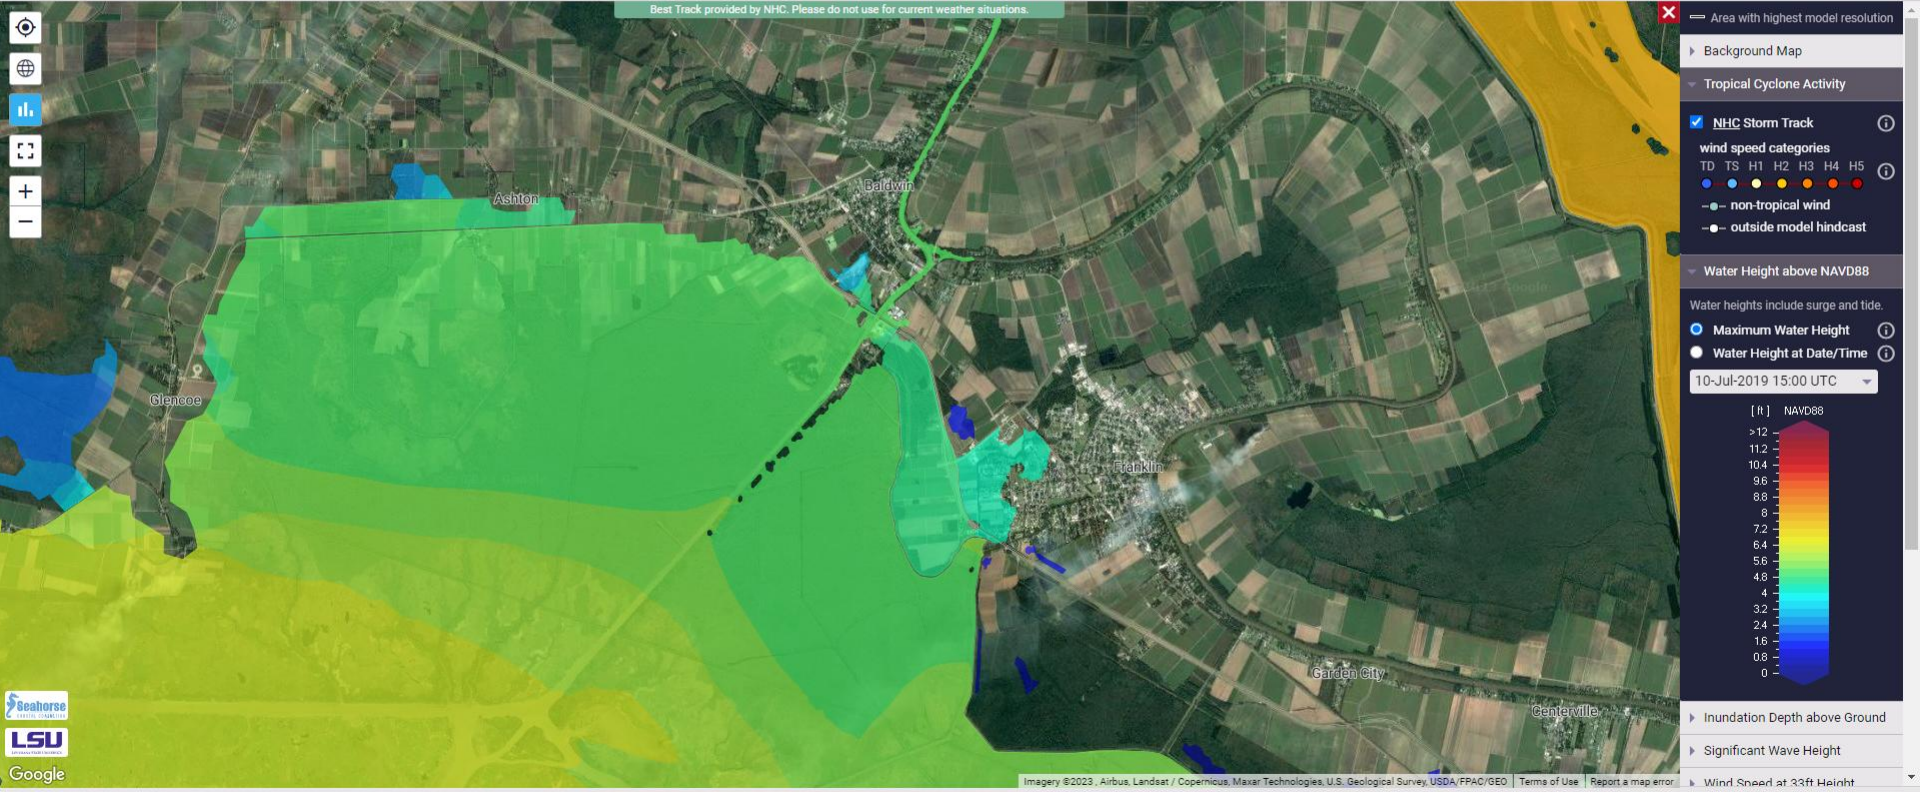 Best Track provided by NHC. Please do not use for current weather situations.
Baldwin
Ashton
Glencoe
Franklin
Garden City
Centerville
Seahorse
LSU
Google
Imagery ©2023 , Airbus, Landsat / Copernicus, Maxar Technologies, U.S. Geological Survey, USDA/FPAC/GEO
Terms of Use
Report a map error
Area with highest model resolution
Background Map
Tropical Cyclone Activity
NHC Storm Track
wind speed categories
TD TS H1 H2 H3 H4 H5
non-tropical wind
outside model hindcast
Water Height above NAVD88
Water heights include surge and tide.
Maximum Water Height
Water Height at Date/Time
10-Jul-2019 15:00 UTC
[ ft ] NAVD88
>12
11.2
10.4
9.6
8.8
8
7.2
6.4
5.6
4.8
4
3.2
2.4
1.6
0.8
0
Inundation Depth above Ground
Significant Wave Height
Wind Speed at 33ft Height